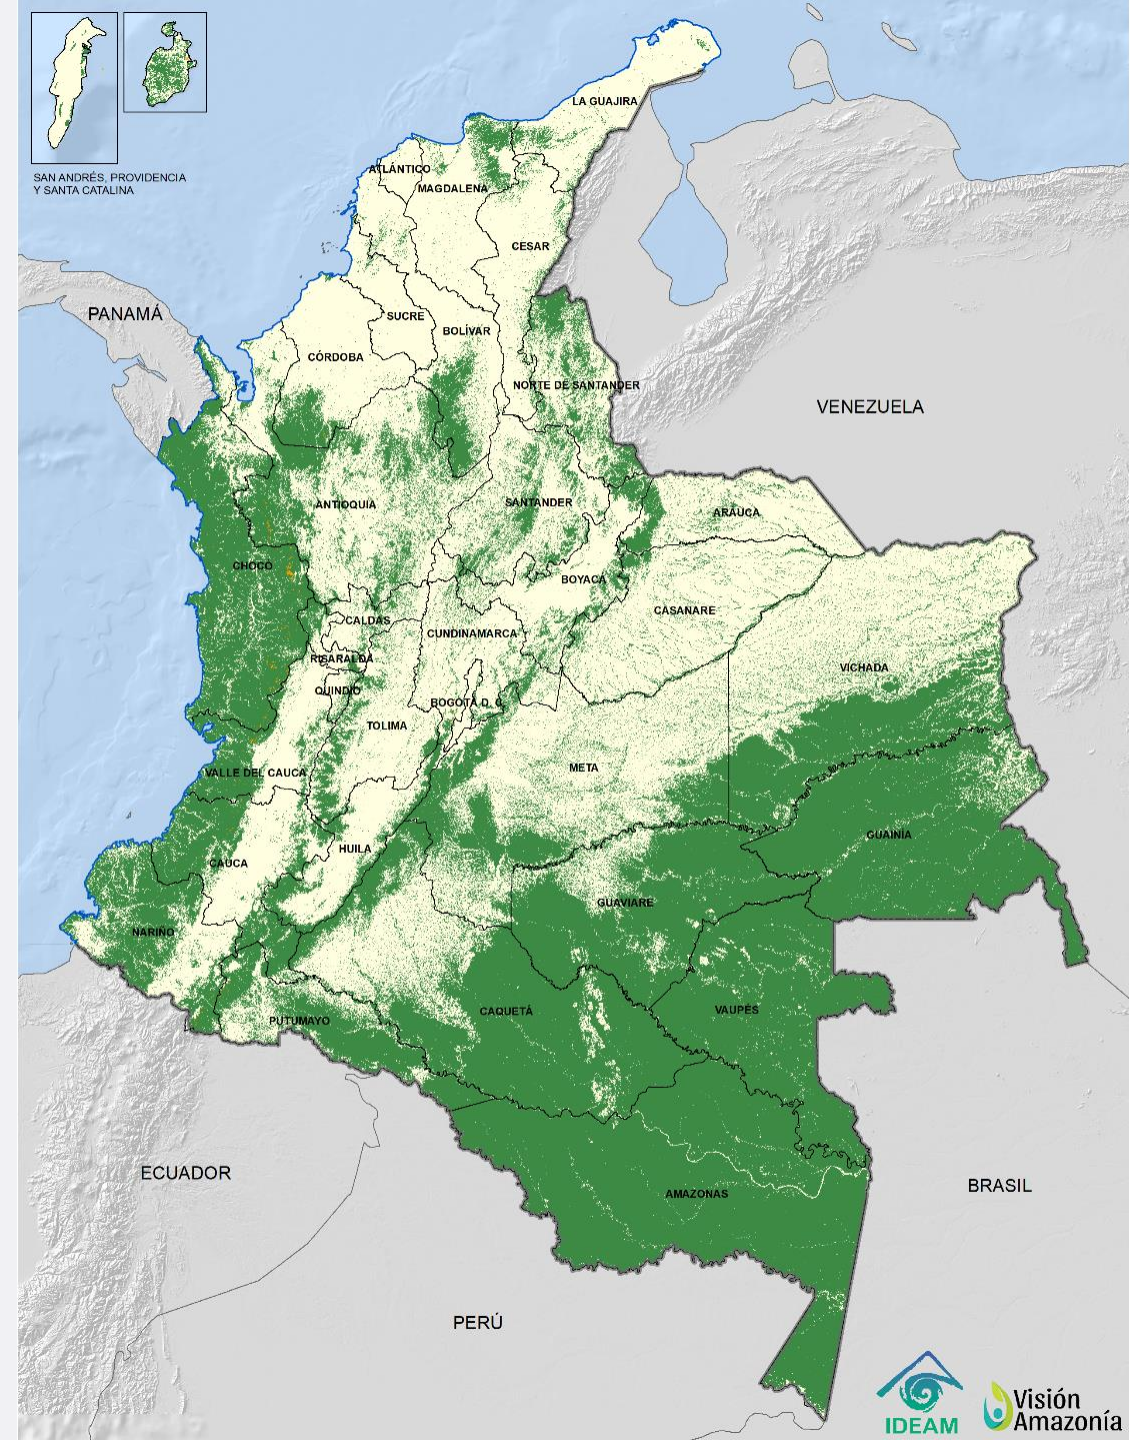 SAN ANDRÉS, PROVIDENCIA
Y SANTA CATALINA
LA GUAJIRA
ATLÁNTICO
MAGDALENA
CESAR
PANAMÁ
SUCRE
BOLÍVAR
CÓRDOBA
NORTE DE SANTANDER
VENEZUELA
ANTIOQUIA
SANTANDER
ARAUCA
CHOCÓ
BOYACÁ
CASANARE
CALDAS
CUNDINAMARCA
RISARALDA
VICHADA
QUINDIO
BOGOTÁ D. C.
TOLIMA
META
VALLE DEL CAUCA
GUAINÍA
HUILA
CAUCA
GUAVIARE
NARIÑO
CAQUETÁ
VAUPÉS
PUTUMAYO
ECUADOR
BRASIL
AMAZONAS
PERÚ
IDEAM
Visión
Amazonía